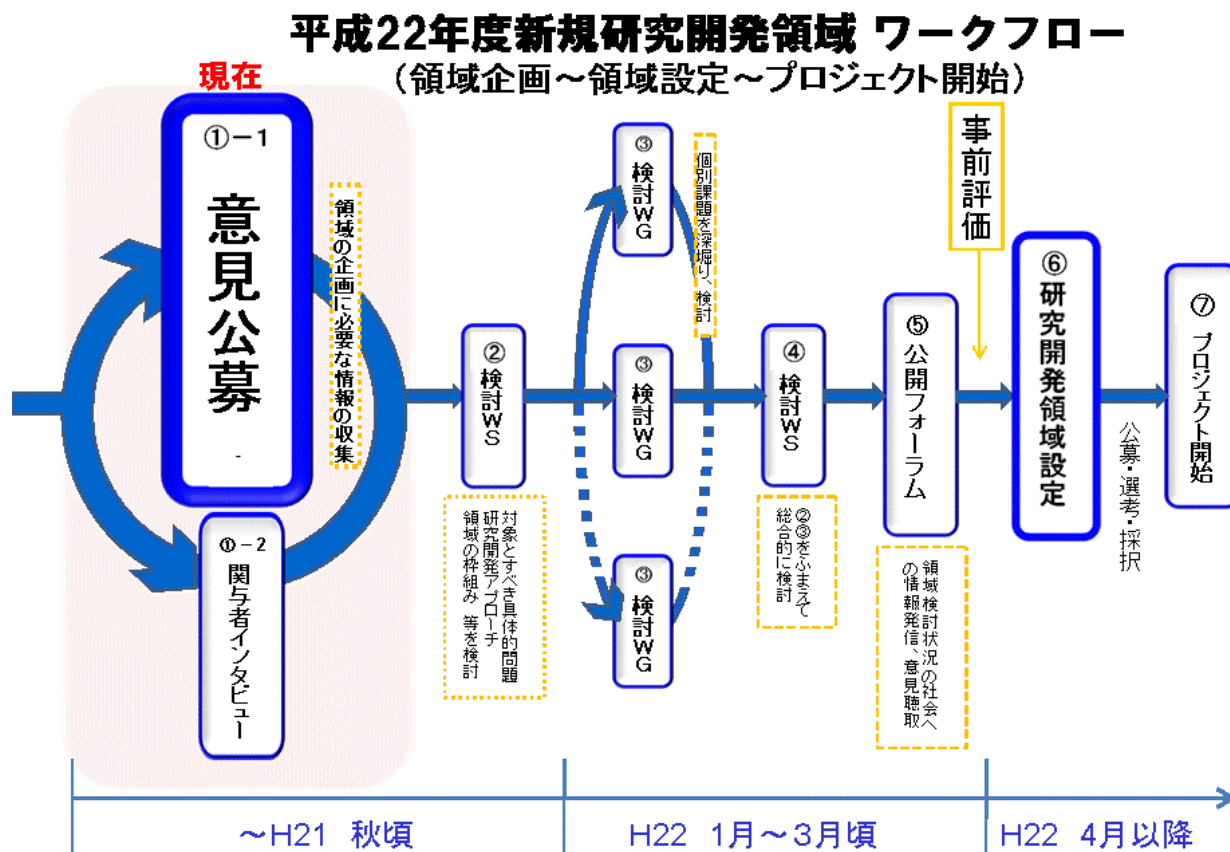 平成22年度新規研究開発領域 ワークフロー
（領域企画～領域設定～プロジェクト開始）
現在
①－1
意見公募
-
領域の企画に必要な情報の収集
①－2
関与者インタビュー
②検討WS
対象とすべき具体的問題
研究開発アプローチ
領域の枠組み 等を検討
③検討WG
個別課題を深堀り、検討
③検討WG
③検討WG
④検討WS
②③をふまえて
総合的に検討
⑤公開フォーラム
領域検討状況の社会へ
の情報発信、意見聴取
事前評価
⑥研究開発領域設定
公募・選考・採択
⑦プロジェクト開始
～H21 秋頃
H22 1月～3月頃
H22 4月以降